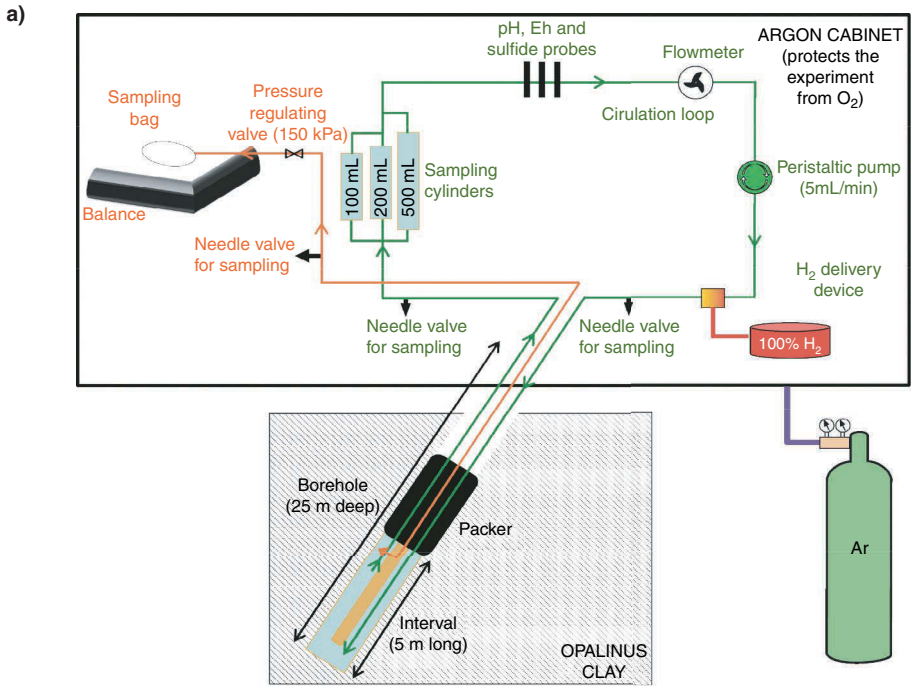 a)
ARGON CABINET
(protects the
experiment
from O₂)
pH, Eh and
sulfide probes
Flowmeter
Cirulation loop
Sampling
bag
Pressure
regulating
valve (150 kPa)
100 mL
200 mL
500 mL
Sampling
cylinders
Peristaltic pump
(5mL/min)
Balance
Needle valve
for sampling
H₂ delivery
device
Needle valve
for sampling
Needle valve
for sampling
100% H₂
Borehole
(25 m deep)
Packer
Ar
Interval
(5 m long)
OPALINUS
CLAY